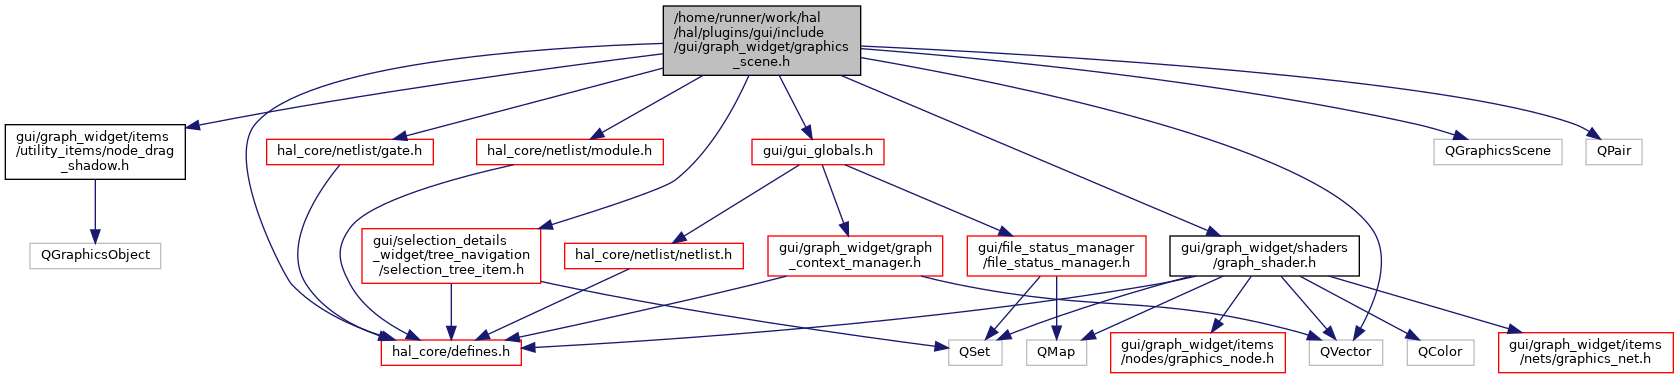 /home/runner/work/hal
/hal/plugins/gui/include
/gui/graph_widget/graphics
_scene.h
gui/graph_widget/items
/utility_items/node_drag
_shadow.h
hal_core/netlist/gate.h
hal_core/netlist/module.h
gui/gui_globals.h
QGraphicsScene
QPair
QGraphicsObject
gui/selection_details
_widget/tree_navigation
/selection_tree_item.h
hal_core/netlist/netlist.h
gui/graph_widget/graph
_context_manager.h
gui/file_status_manager
/file_status_manager.h
gui/graph_widget/shaders
/graph_shader.h
hal_core/defines.h
QSet
QMap
gui/graph_widget/items
/nodes/graphics_node.h
QVector
QColor
gui/graph_widget/items
/nets/graphics_net.h